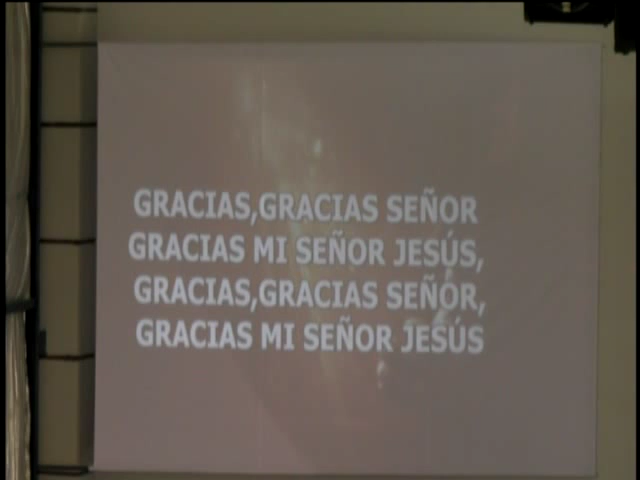 GRACIAS,GRACIAS SEÑOR
GRACIAS MI SEÑOR JESÚS,
GRACIAS,GRACIAS SEÑOR,
GRACIAS MI SEÑOR JESÚS